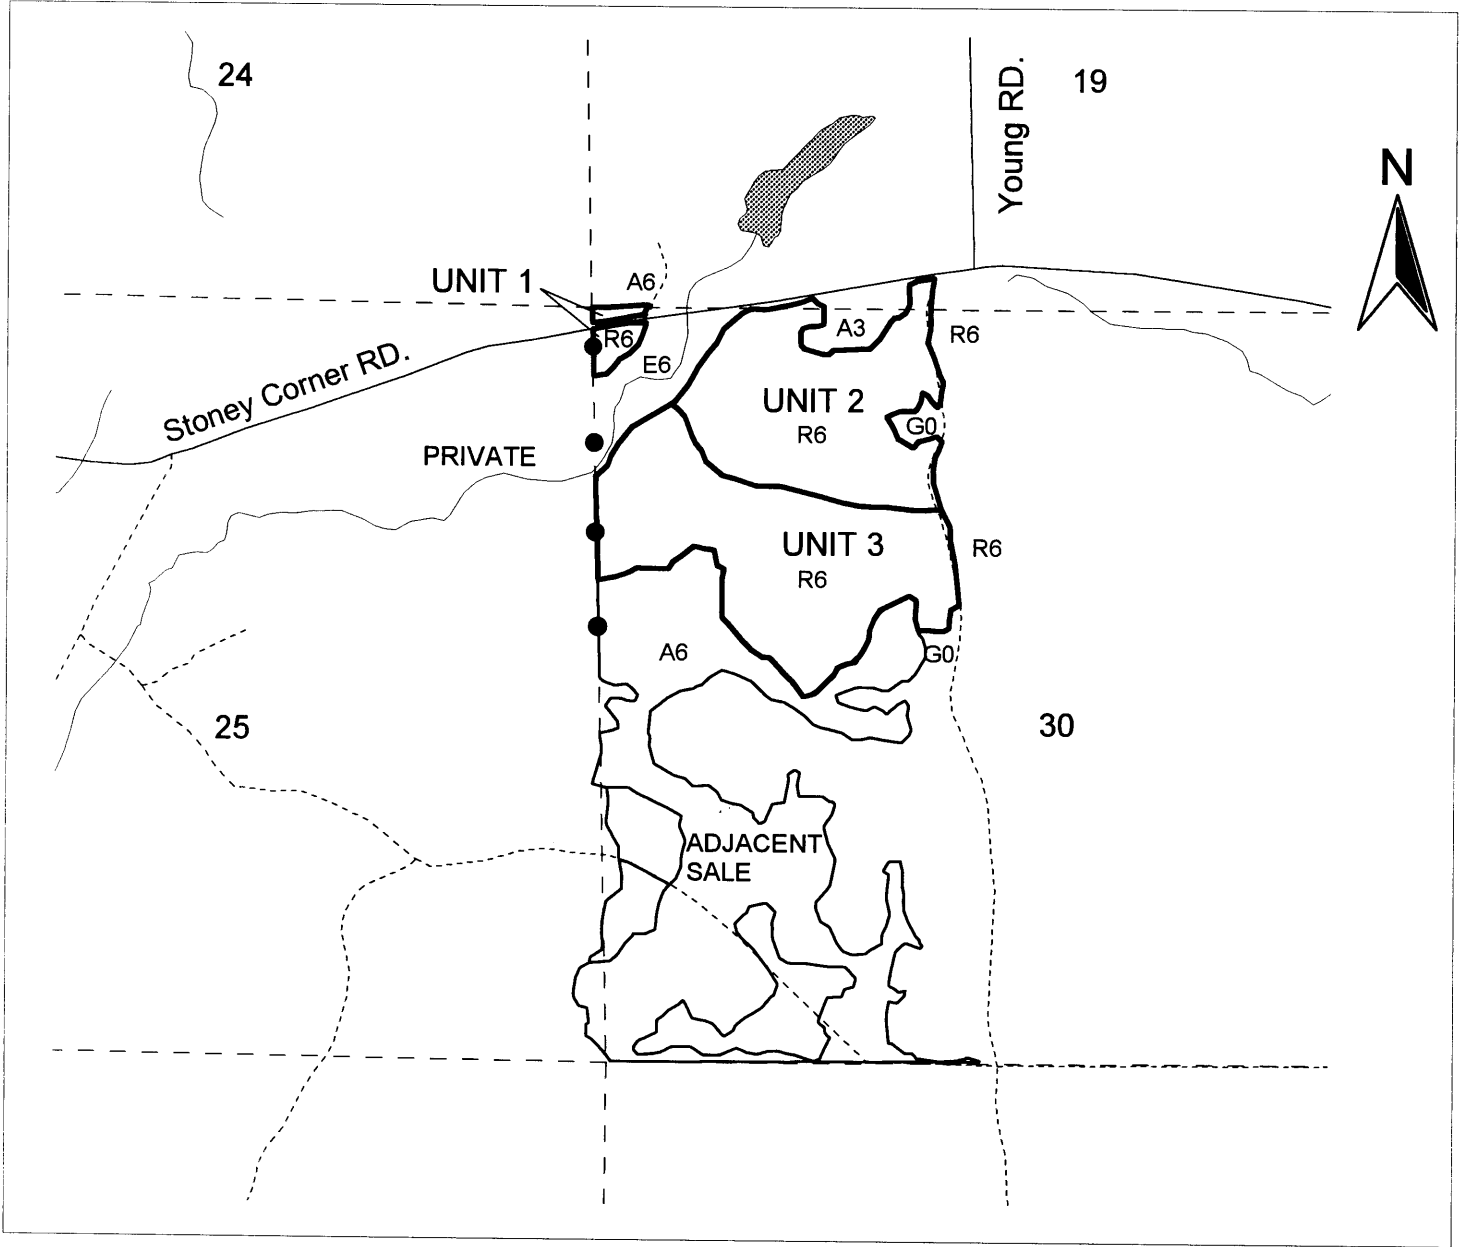 24
19
Young RD.
N
UNIT 1
A6
R6
A3
R6
E6
Stoney Corner RD.
UNIT 2
R6
G0
PRIVATE
UNIT 3
R6
R6
A6
G0
25
30
ADJACENT
SALE